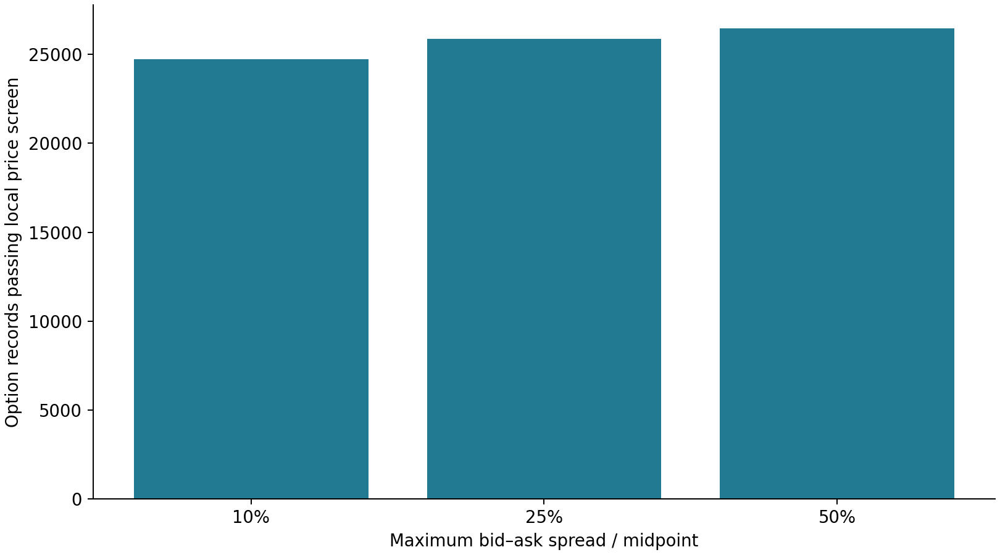 Option records passing local price screen
25000
20000
15000
10000
5000
0
10% 25% 50%
Maximum bid–ask spread / midpoint